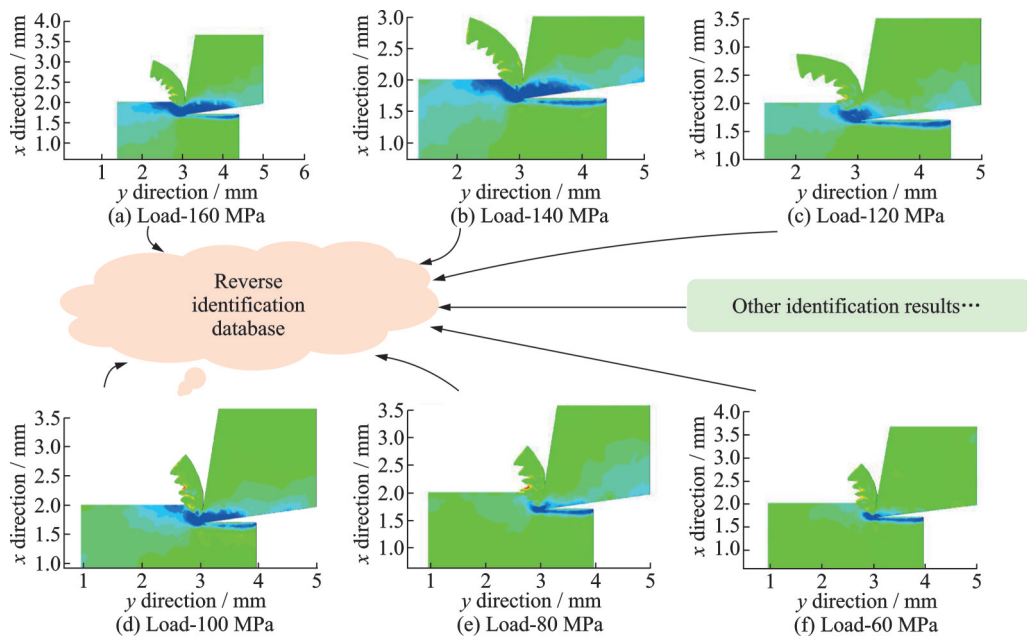 x direction / mm
4.0
3.5
3.0
2.5
2.0
1.5
1.0
1 2 3 4 5 6
y direction / mm
(a) Load-160 MPa
x direction / mm
3.0
2.5
2.0
1.5
1.0
2 3 4 5
y direction / mm
(b) Load-140 MPa
x direction / mm
3.5
3.0
2.5
2.0
1.5
1.0
2 3 4 5
y direction / mm
(c) Load-120 MPa
Reverse
identification
database
Other identification results⋯
x direction / mm
3.5
3.0
2.5
2.0
1.5
1.0
1 2 3 4 5
y direction / mm
(d) Load-100 MPa
x direction / mm
3.5
3.0
2.5
2.0
1.5
1.0
1 2 3 4 5
y direction / mm
(e) Load-80 MPa
x direction / mm
4.0
3.5
3.0
2.5
2.0
1.5
1.0
1 2 3 4 5
y direction / mm
(f) Load-60 MPa